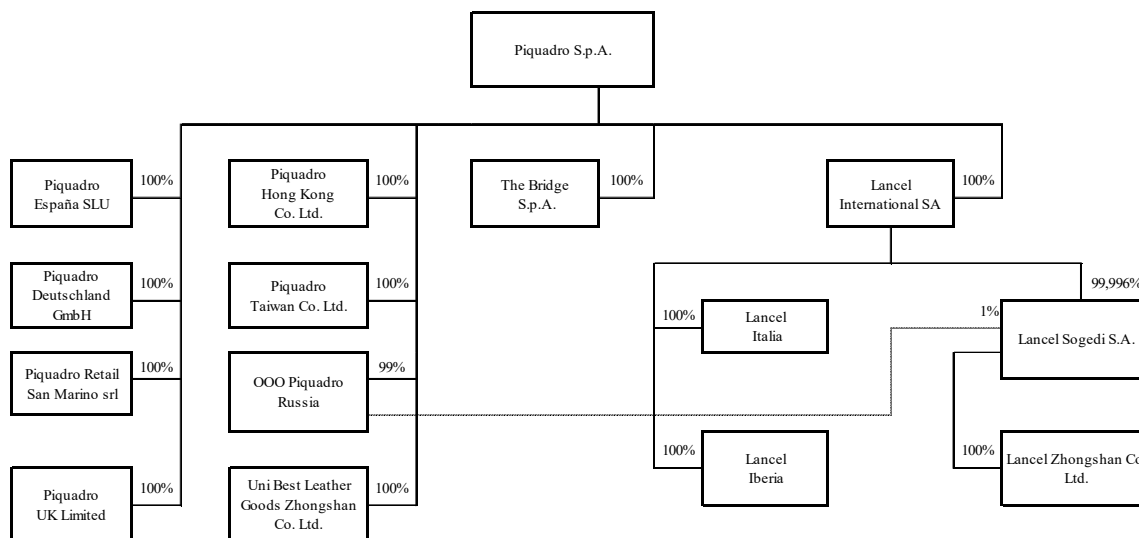 Piquadro S.p.A.
Piquadro
España SLU
100%
Piquadro
Hong Kong
Co. Ltd.
100%
The Bridge
S.p.A.
100%
Lancel
International SA
100%
Piquadro
Deutschland
GmbH
100%
Piquadro
Taiwan Co. Ltd.
100%
100%
Lancel
Italia
99,996%
1%
Lancel Sogedi S.A.
Piquadro Retail
San Marino srl
100%
OOO Piquadro
Russia
99%
100%
Lancel
Iberia
100%
Lancel Zhongshan Co
Ltd.
Piquadro
UK Limited
100%
Uni Best Leather
Goods Zhongshan
Co. Ltd.
100%